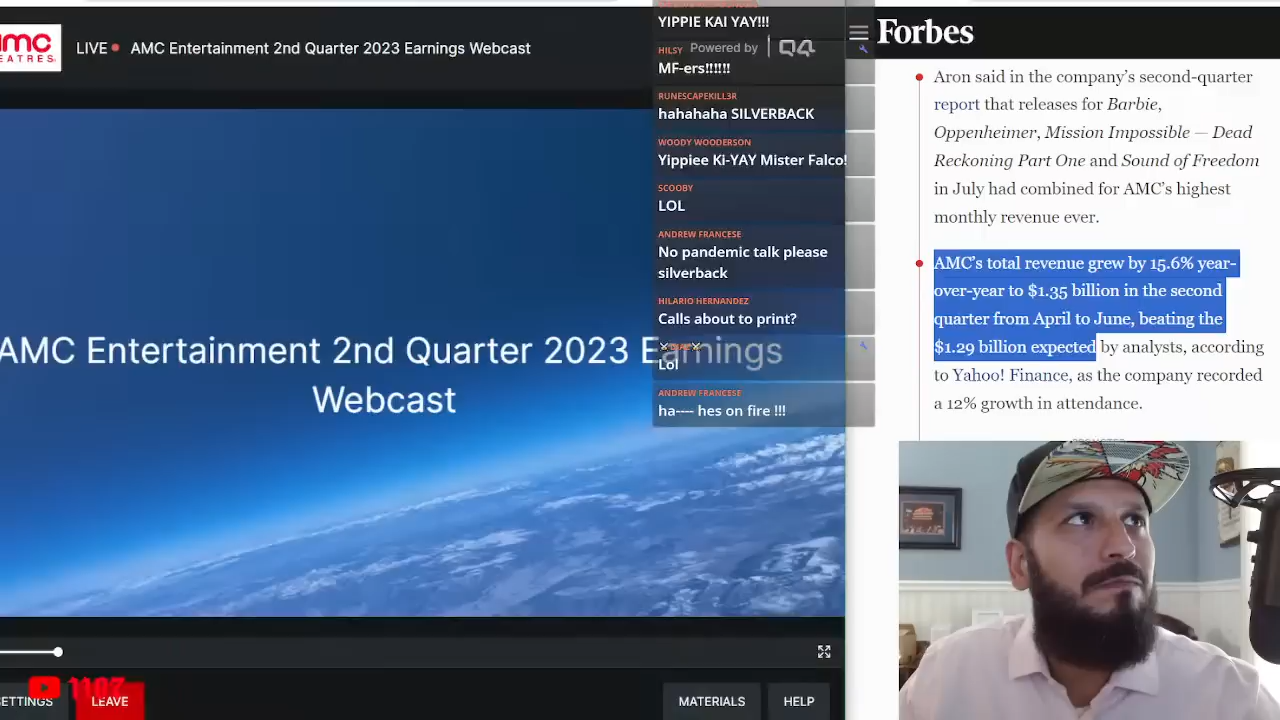 amc
THEATRES
LIVE
AMC Entertainment 2nd Quarter 2023 Earnings Webcast
Powered by
Q4
YIPPIE KAI YAY!!!
HILSY
MF-ers!!!!!!
RUNESCAPEKILL3R
hahahaha SILVERBACK
WOODY WOODERSON
Yippiee Ki-YAY Mister Falco!
SCOOBY
LOL
ANDREW FRANCESE
No pandemic talk please
silverback
HILARIO HERNANDEZ
Calls about to print?
Lol
ANDREW FRANCESE
ha---- hes on fire !!!
AMC Entertainment 2nd Quarter 2023 Earnings
Webcast
SETTINGS
LEAVE
MATERIALS
HELP
Forbes
Aron said in the company’s second-quarter
report that releases for Barbie,
Oppenheimer, Mission Impossible — Dead
Reckoning Part One and Sound of Freedom
in July had combined for AMC’s highest
monthly revenue ever.
AMC’s total revenue grew by 15.6% year-
over-year to $1.35 billion in the second
quarter from April to June, beating the
$1.29 billion expected by analysts, according
to Yahoo! Finance, as the company recorded
a 12% growth in attendance.